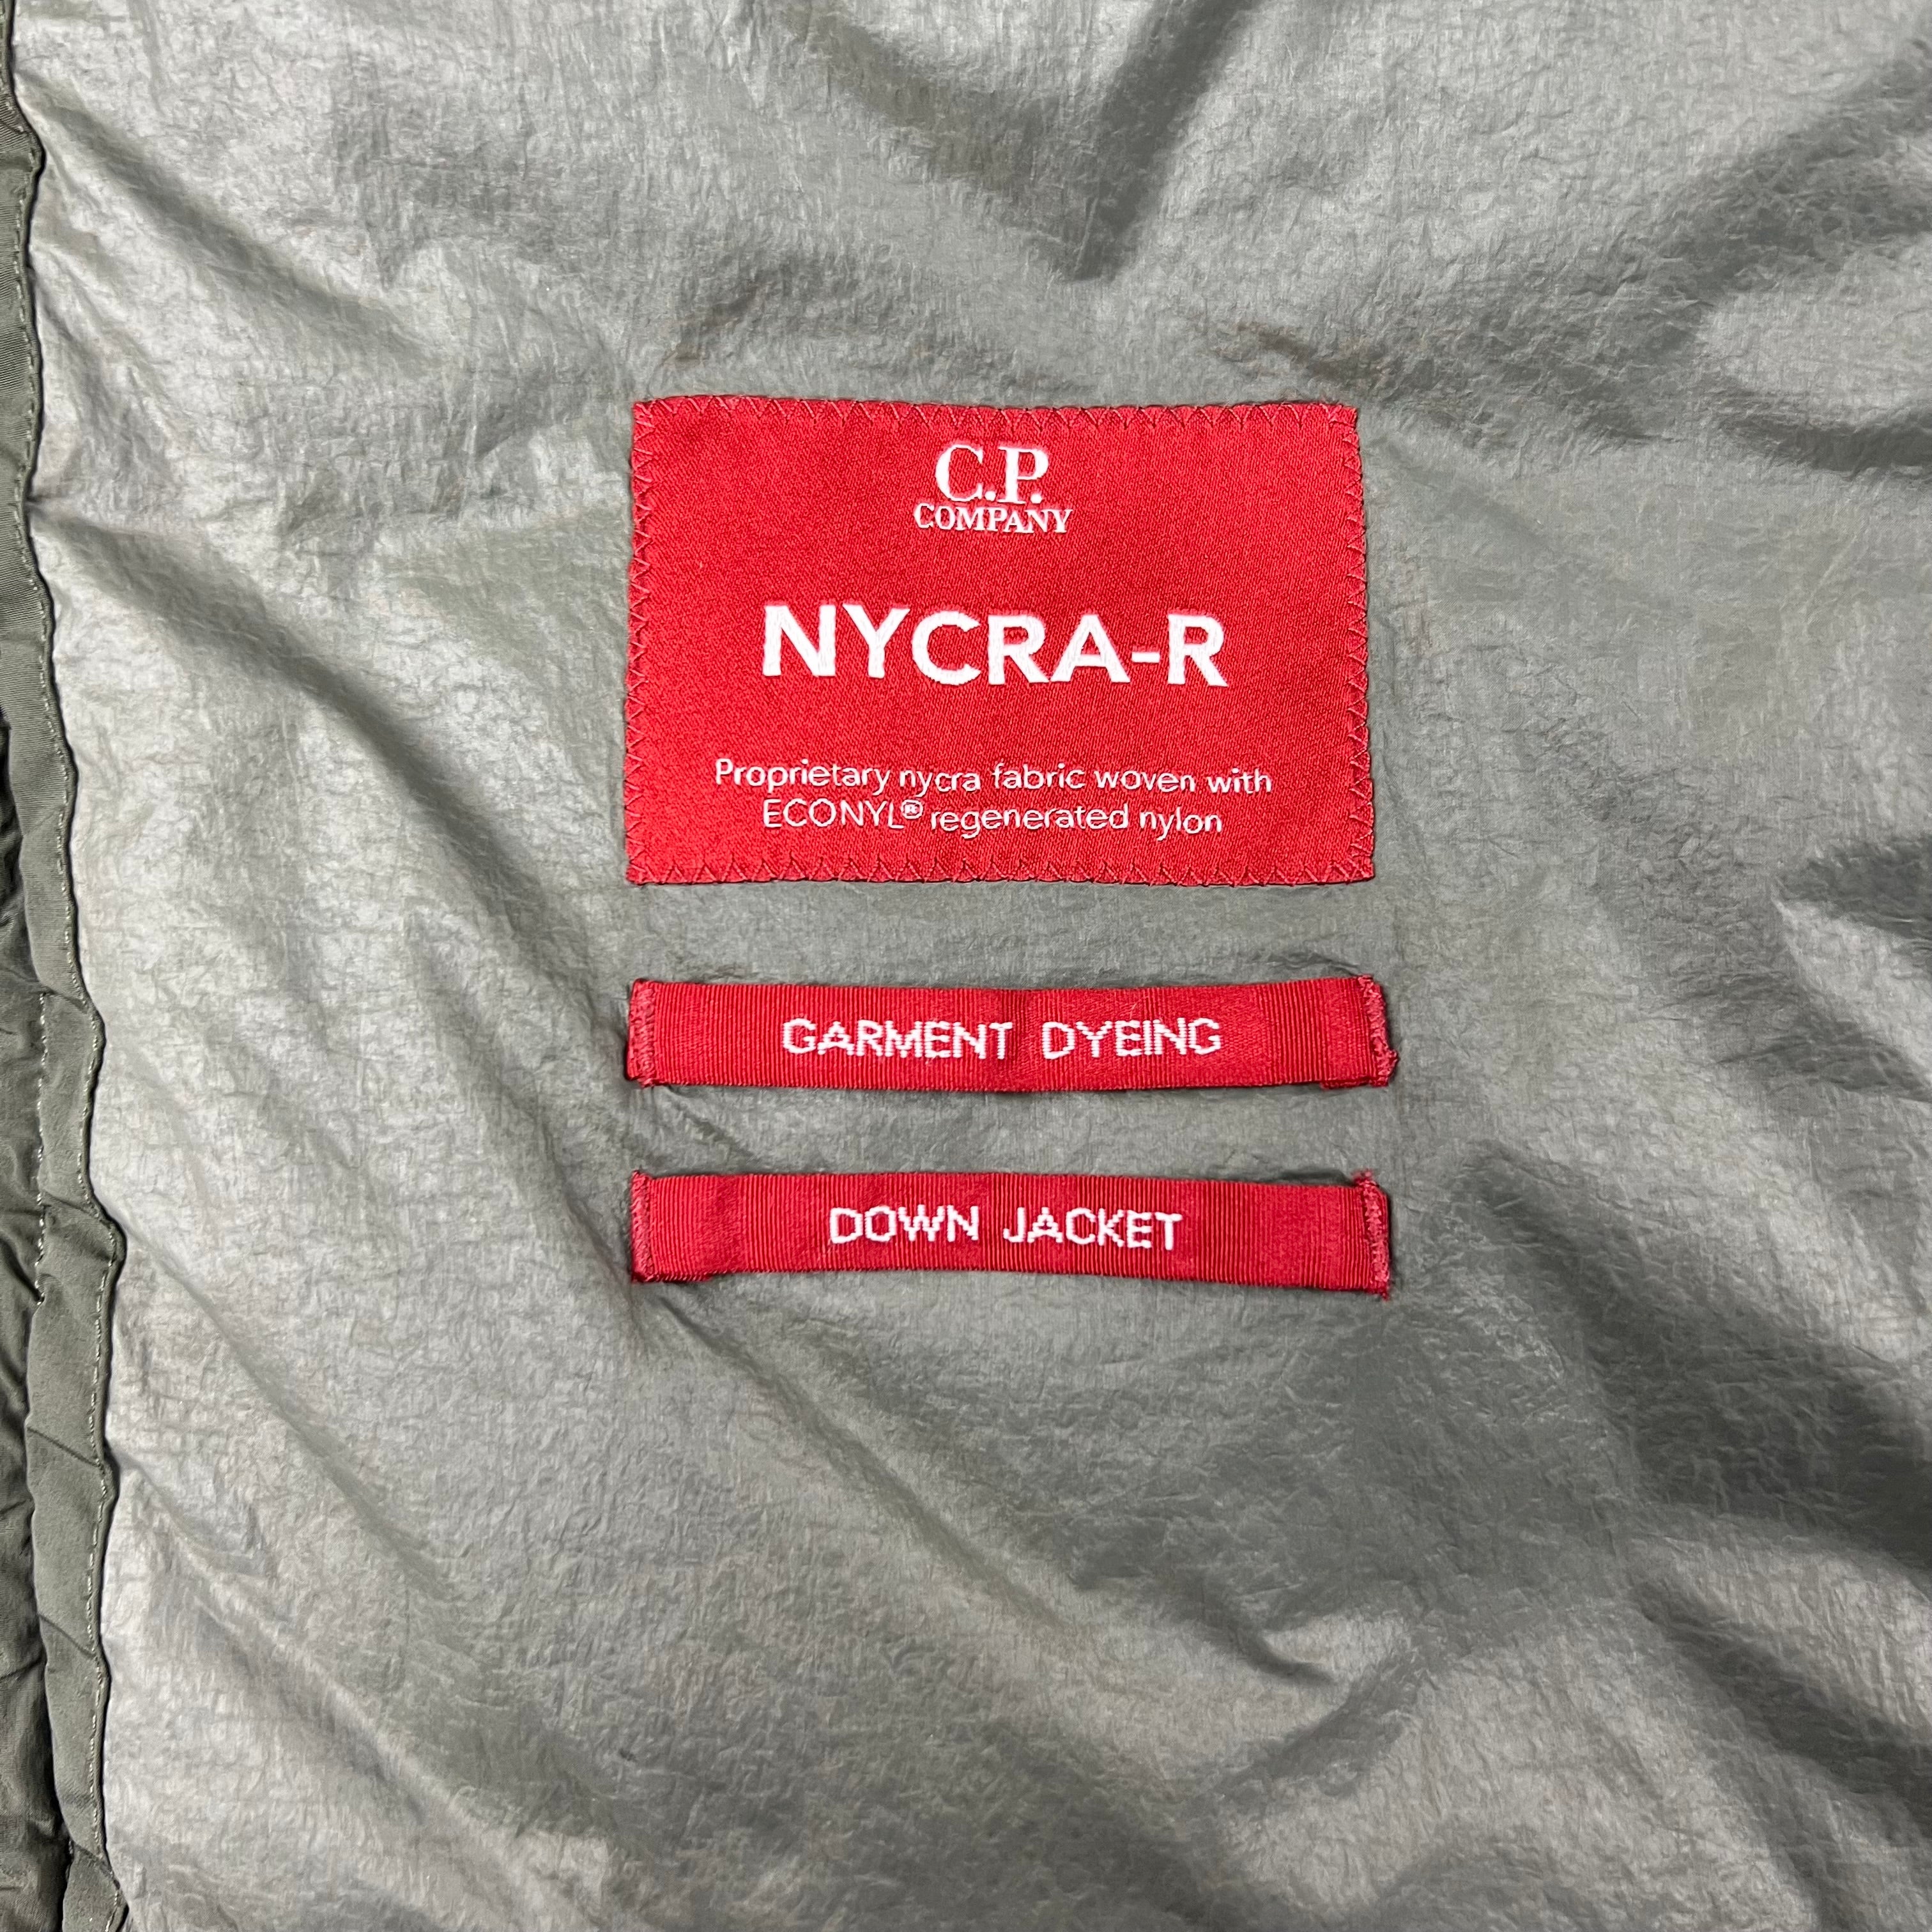 C.P.
COMPANY
NYCRA-R
Proprietary nycra fabric woven with
ECONYL® regenerated nylon
GARMENT DYEING
DOWN JACKET